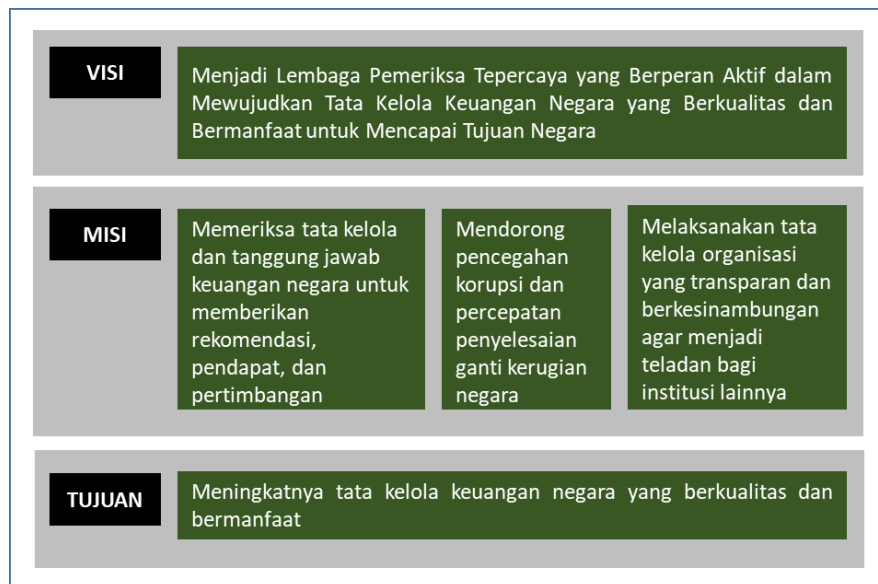 VISI
Menjadi Lembaga Pemeriksa Tepercaya yang Berperan Aktif dalam
Mewujudkan Tata Kelola Keuangan Negara yang Berkualitas dan
Bermanfaat untuk Mencapai Tujuan Negara
MISI
Memeriksa tata kelola
dan tanggung jawab
keuangan negara untuk
memberikan
rekomendasi,
pendapat, dan
pertimbangan
Mendorong
pencegahan
korupsi dan
percepatan
penyelesaian
ganti kerugian
negara
Melaksanakan tata
kelola organisasi
yang transparan dan
berkesinambungan
agar menjadi
teladan bagi
institusi lainnya
TUJUAN
Meningkatnya tata kelola keuangan negara yang berkualitas dan
bermanfaat